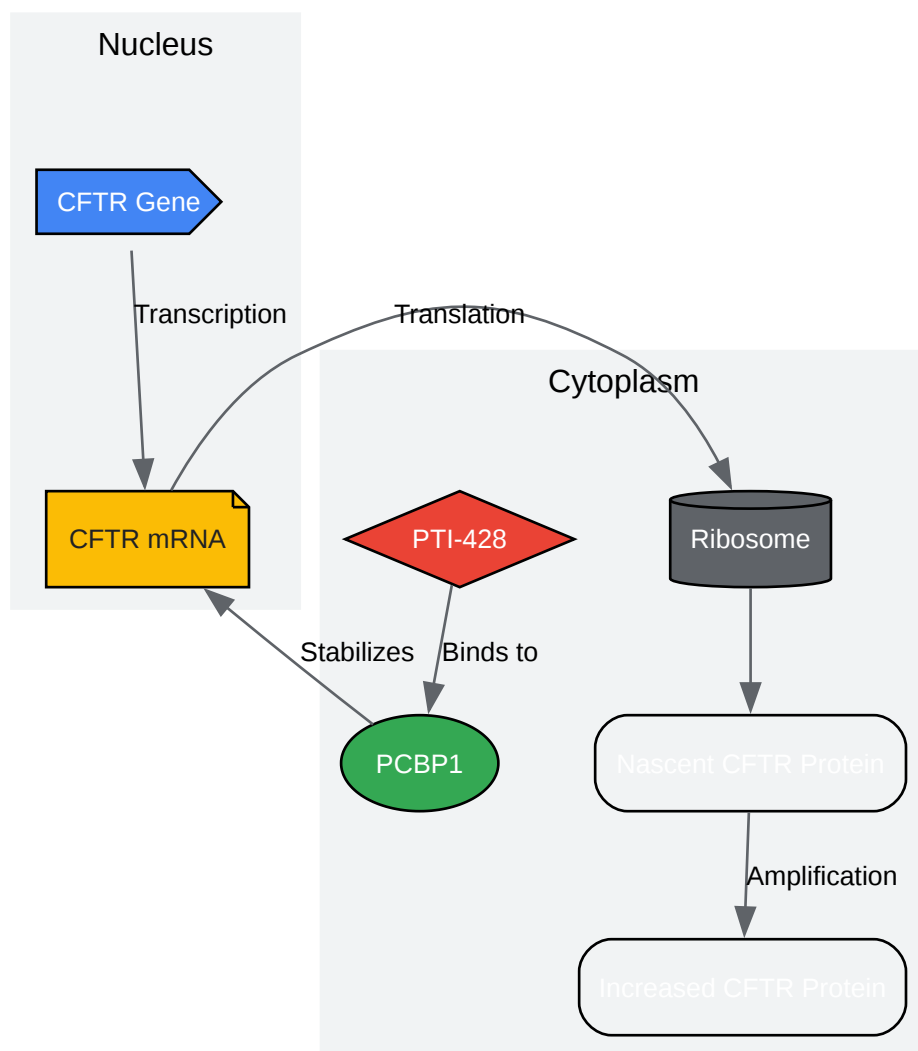 Nucleus
CFTR Gene
Transcription
Translation
Cytoplasm
CFTR mRNA
PTI-428
Ribosome
Stabilizes
Binds to
PCBP1
Nascent CFTR Protein
Amplification
Increased CFTR Protein